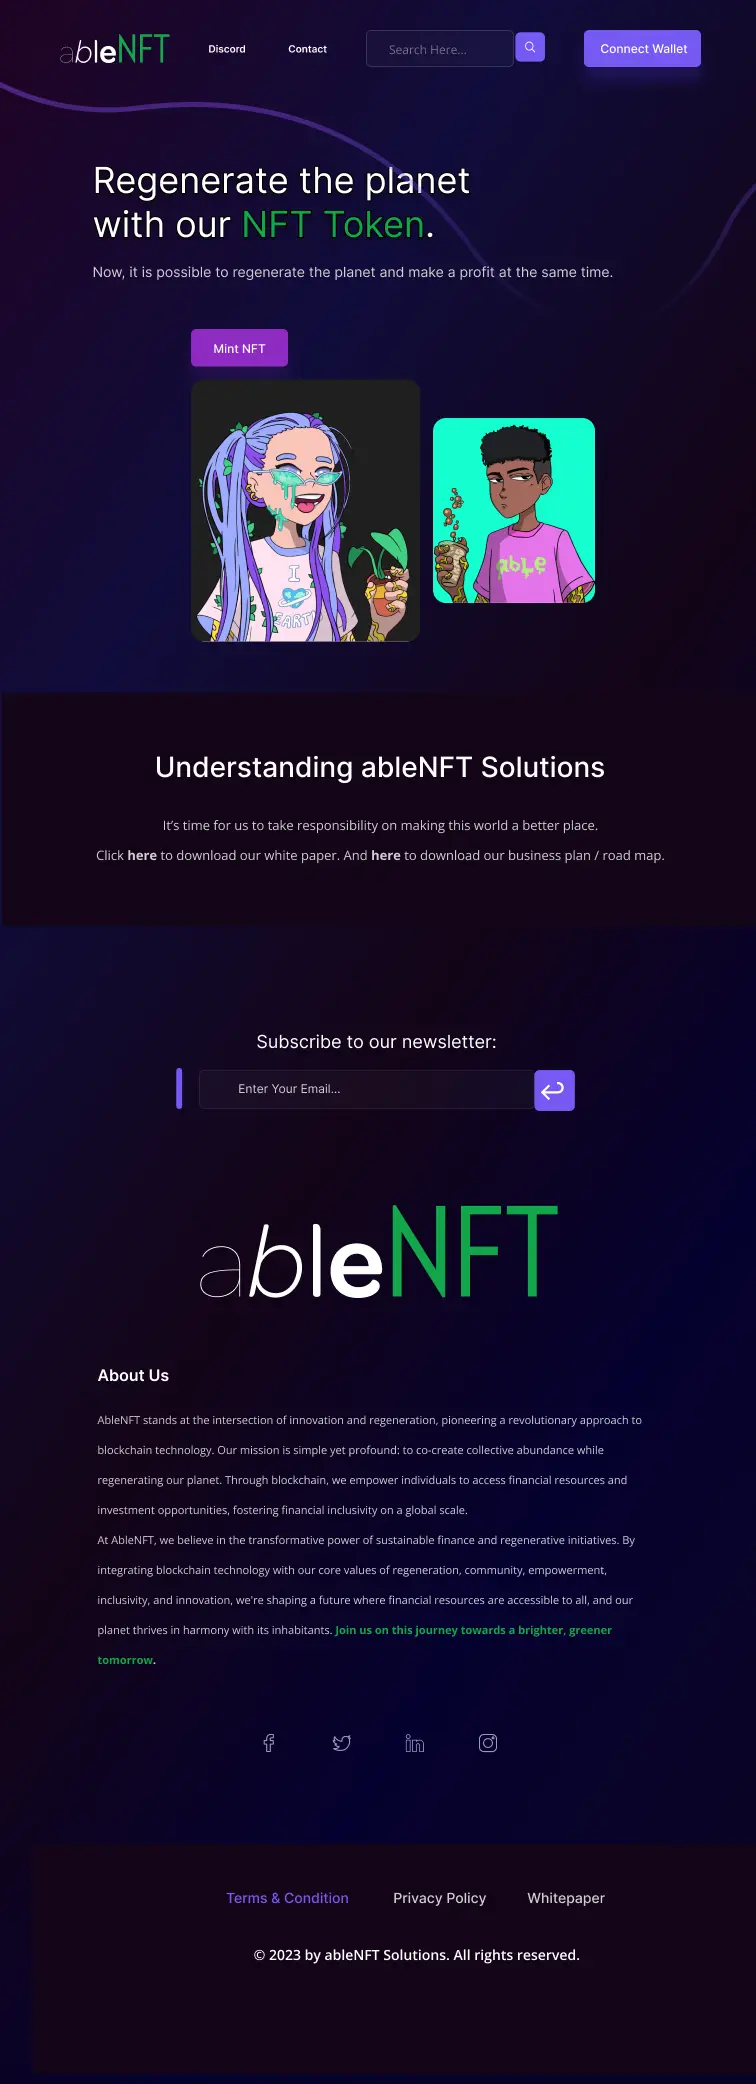 ableNFT
Discord
Contact
Search Here...
Connect Wallet
Regenerate the planet
with our NFT Token.
Now, it is possible to regenerate the planet and make a profit at the same time.
Mint NFT
I
EARTH
able
Understanding ableNFT Solutions
It’s time for us to take responsibility on making this world a better place.
Click here to download our white paper. And here to download our business plan / road map.
Subscribe to our newsletter:
Enter Your Email...
ableNFT
About Us
AbleNFT stands at the intersection of innovation and regeneration, pioneering a revolutionary approach to
blockchain technology. Our mission is simple yet profound: to co-create collective abundance while
regenerating our planet. Through blockchain, we empower individuals to access financial resources and
investment opportunities, fostering financial inclusivity on a global scale.
At AbleNFT, we believe in the transformative power of sustainable finance and regenerative initiatives. By
integrating blockchain technology with our core values of regeneration, community, empowerment,
inclusivity, and innovation, we're shaping a future where financial resources are accessible to all, and our
planet thrives in harmony with its inhabitants. Join us on this journey towards a brighter, greener
tomorrow.
Terms & Condition
Privacy Policy
Whitepaper
© 2023 by ableNFT Solutions. All rights reserved.